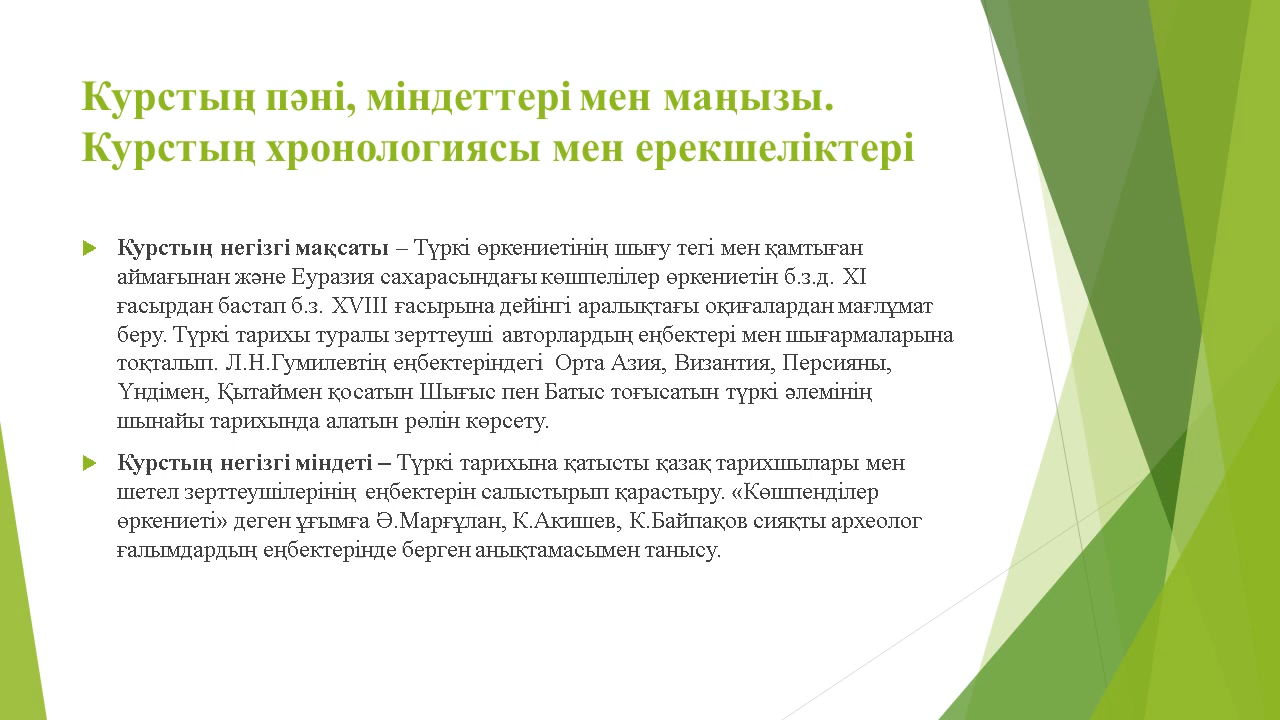 Курстың пәні, міндеттері мен маңызы.
Курстың хронологиясы мен ерекшеліктері
Курстың негізгі мақсаты – Түркі өркениетінің шығу тегі мен қамтыған
аймағынан және Еуразия сахарасындағы көшпелілер өркениетін б.з.д. XI
ғасырдан бастап б.з. XVIII ғасырына дейінгі аралықтағы оқиғалардан мағлұмат
беру. Түркі тарихы туралы зерттеуші авторлардың еңбектері мен шығармаларына
тоқталып. Л.Н.Гумилевтің еңбектеріндегі Орта Азия, Византия, Персияны,
Үндімен, Қытаймен қосатын Шығыс пен Батыс тоғысатын түркі әлемінің
шынайы тарихында алатын рөлін көрсету.
Курстың негізгі міндеті – Түркі тарихына қатысты қазақ тарихшылары мен
шетел зерттеушілерінің еңбектерін салыстырып қарастыру. «Көшпенділер
өркениеті» деген ұғымға Ә.Марғұлан, К.Акишев, К.Байпақов сияқты археолог
ғалымдардың еңбектерінде берген анықтамасымен танысу.